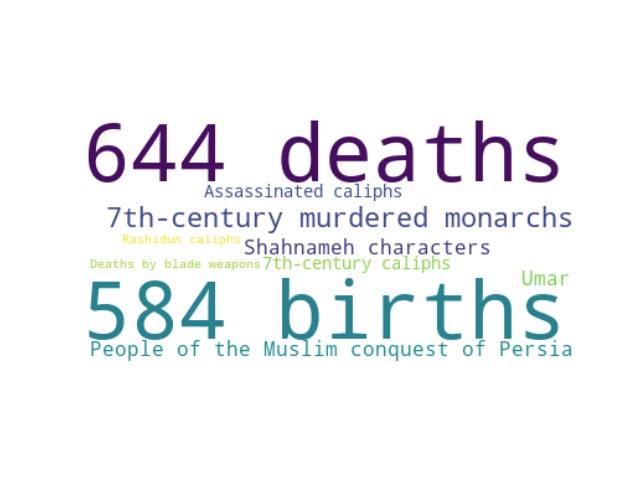 644 deaths
Assassinated caliphs
7th-century murdered monarchs
Rashidun caliphs
Shahnameh characters
Deaths by blade weapons
7th-century caliphs
Umar
584 births
People of the Muslim conquest of Persia